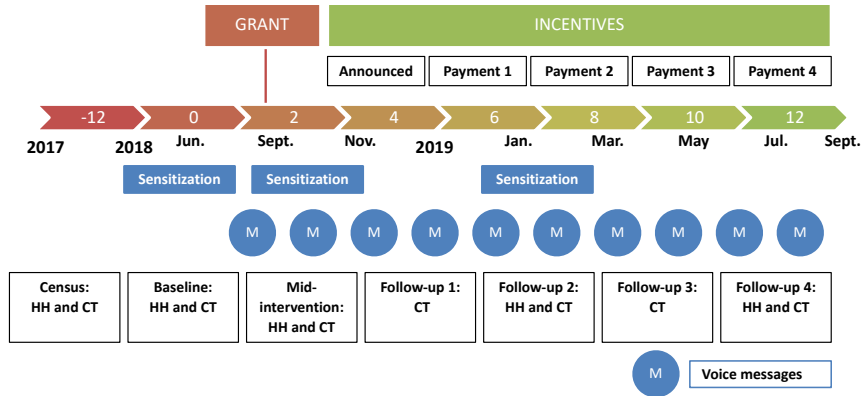 GRANT
INCENTIVES
Announced
Payment 1
Payment 2
Payment 3
Payment 4
-12
0
2
4
6
8
10
12
2017
2018
Jun.
Sept.
Nov.
2019
Jan.
Mar.
May
Jul.
Sept.
Sensitization
Sensitization
Sensitization
M
M
M
M
M
M
M
M
M
M
Census:
HH and CT
Baseline:
HH and CT
Mid-
intervention:
HH and CT
Follow-up 1:
CT
Follow-up 2:
HH and CT
Follow-up 3:
CT
Follow-up 4:
HH and CT
M
Voice messages